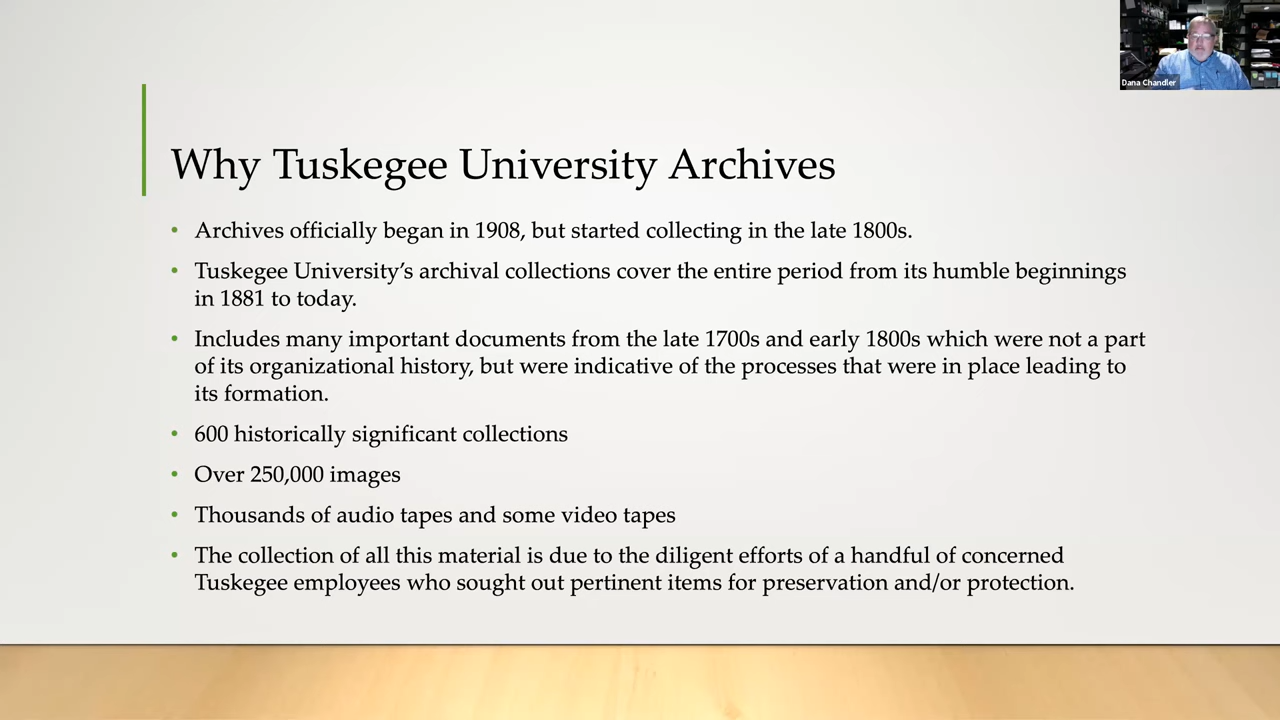 Dana Chandler
Why Tuskegee University Archives
• Archives officially began in 1908, but started collecting in the late 1800s.
• Tuskegee University’s archival collections cover the entire period from its humble beginnings
in 1881 to today.
• Includes many important documents from the late 1700s and early 1800s which were not a part
of its organizational history, but were indicative of the processes that were in place leading to
its formation.
• 600 historically significant collections
• Over 250,000 images
• Thousands of audio tapes and some video tapes
• The collection of all this material is due to the diligent efforts of a handful of concerned
Tuskegee employees who sought out pertinent items for preservation and/or protection.